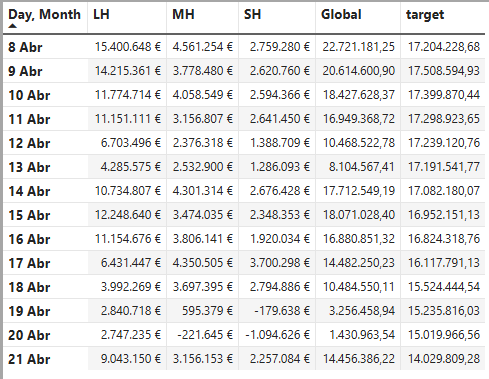 Day, Month LH MH SH Global target
8 Abr 15.400.648 € 4.561.254 € 2.759.280 € 22.721.181,25 17.204.228,68
9 Abr 14.215.361 € 3.778.480 € 2.620.760 € 20.614.600,90 17.508.594,93
10 Abr 11.774.714 € 4.058.549 € 2.594.366 € 18.427.628,37 17.399.870,44
11 Abr 11.151.111 € 3.156.807 € 2.641.450 € 16.949.368,72 17.298.923,65
12 Abr 6.703.496 € 2.376.318 € 1.388.709 € 10.468.522,78 17.239.120,76
13 Abr 4.285.575 € 2.532.900 € 1.286.093 € 8.104.567,41 17.191.541,77
14 Abr 10.734.807 € 4.301.314 € 2.676.428 € 17.712.549,19 17.082.180,07
15 Abr 12.248.640 € 3.474.035 € 2.348.353 € 18.071.028,40 16.952.151,13
16 Abr 11.154.676 € 3.806.141 € 1.920.034 € 16.880.851,32 16.824.318,76
17 Abr 6.431.447 € 4.350.505 € 3.700.298 € 14.482.250,23 16.117.791,13
18 Abr 3.992.269 € 3.697.395 € 2.794.886 € 10.484.550,11 15.524.444,54
19 Abr 2.840.718 € 595.379 € -179.638 € 3.256.458,94 15.235.816,03
20 Abr 2.747.235 € -221.645 € -1.094.626 € 1.430.963,54 15.019.966,56
21 Abr 9.043.150 € 3.156.153 € 2.257.084 € 14.456.386,22 14.029.809,28